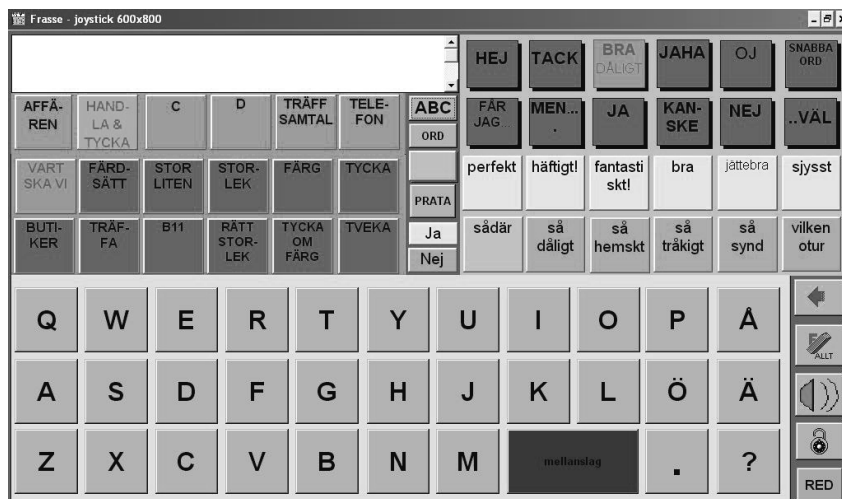 Frasse - joystick 600x800
HEJ TACK BRA DÅLIGT JAHA OJ SNABBA ORD
AFFÄ-REN HAND-LA & TYCKA C D TRÄFF SAMTAL TELE-FON ABC ORD FÅR JAG... MEN... . JA KAN-SKE NEJ ..VÄL
VART SKA VI FÄRD-SÄTT STOR LITEN STOR-LEK FÄRG TYCKA PRATA perfekt häftigt! fantasti skt! bra jättebra sjysst
BUTI-KER TRÄF-FA B11 RÄTT STOR-LEK TYCKA OM FÄRG TVEKA Ja Nej sådär så dåligt så hemskt så tråkigt så synd vilken otur
Q W E R T Y U I O P Å
ALLT
A S D F G H J K L Ö Ä
Z X C V B N M mellanslag . ?
RED